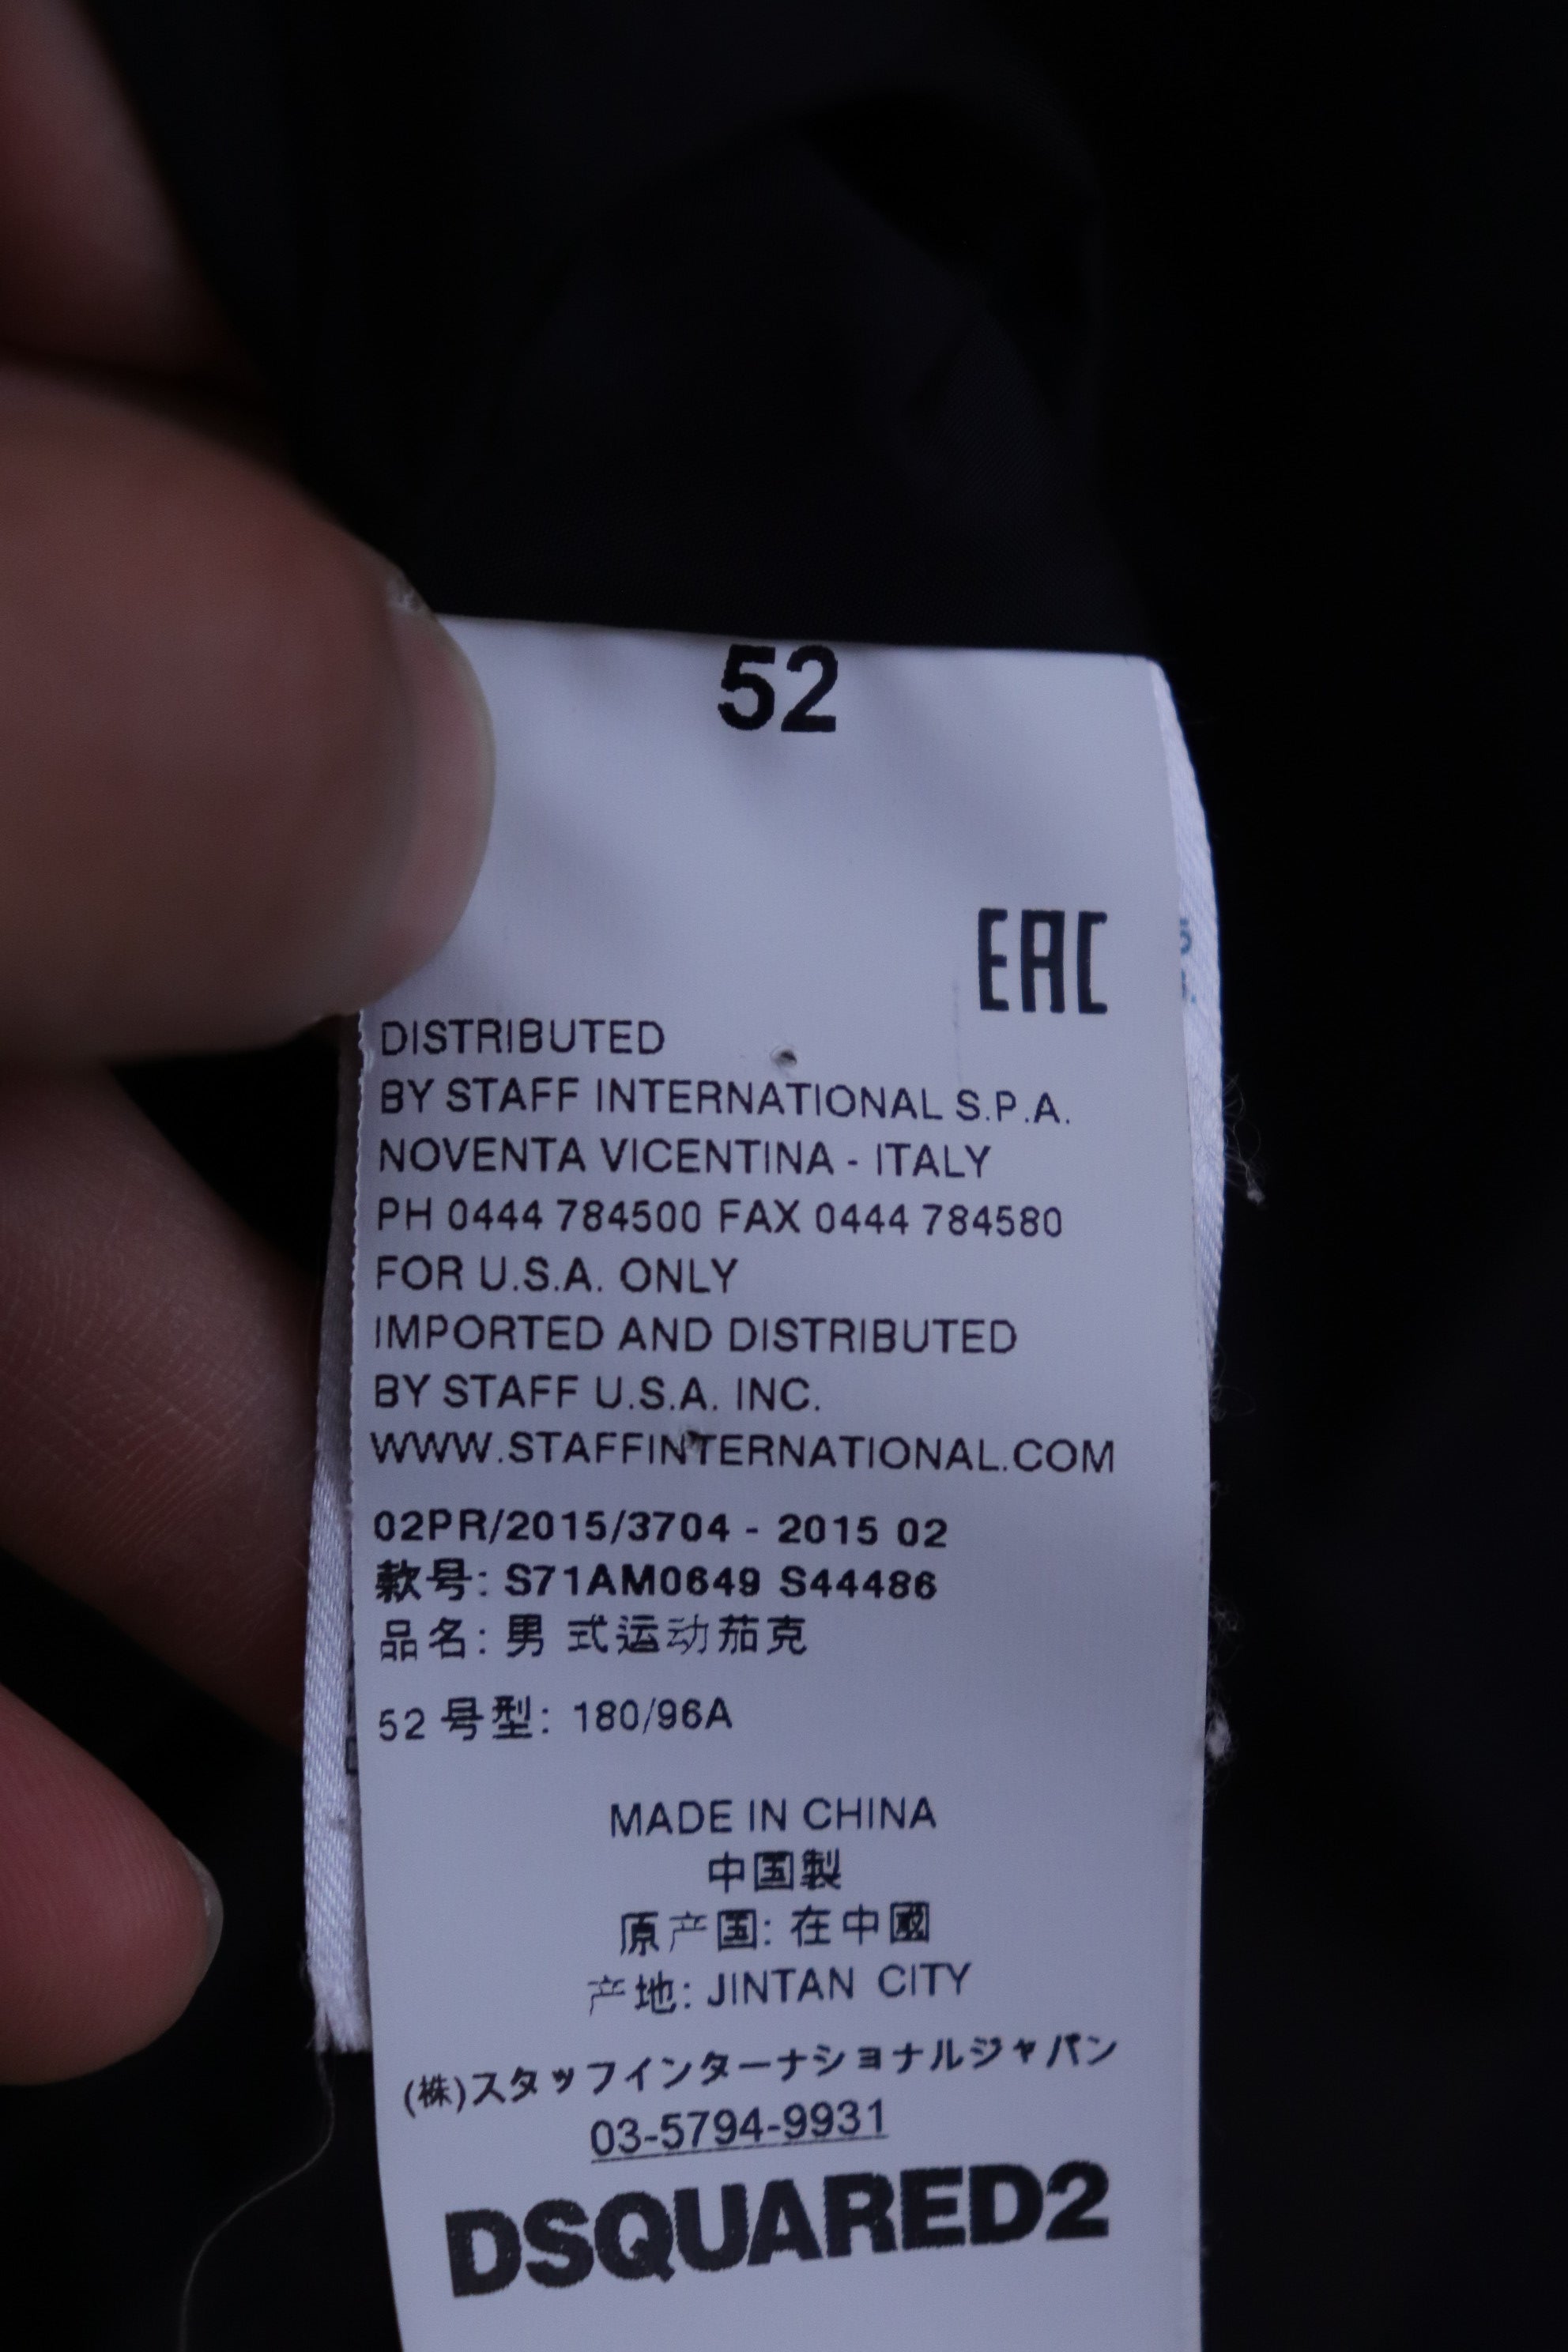 52
EAC
DISTRIBUTED
BY STAFF INTERNATIONAL S.P.A.
NOVENTA VICENTINA - ITALY
PH 0444 784500 FAX 0444 784580
FOR U.S.A. ONLY
IMPORTED AND DISTRIBUTED
BY STAFF U.S.A. INC.
WWW.STAFFINTERNATIONAL.COM
02PR/2015/3704 - 2015 02
款号: S71AM0649 S44486
品名: 男 式运动茄克
52 号型: 180/96A
MADE IN CHINA
中国製
原产国: 在中國
产地: JINTAN CITY
(株)スタッフインターナショナルジャパン
03-5794-9931
DSQUARED2